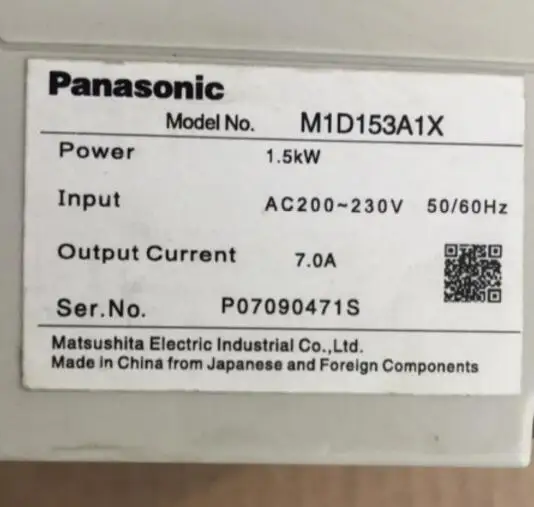 Panasonic
Model No. M1D153A1X
Power 1.5kW
Input AC200~230V 50/60Hz
Output Current 7.0A
Ser.No. P07090471S
Matsushita Electric Industrial Co.,Ltd.
Made in China from Japanese and Foreign Components